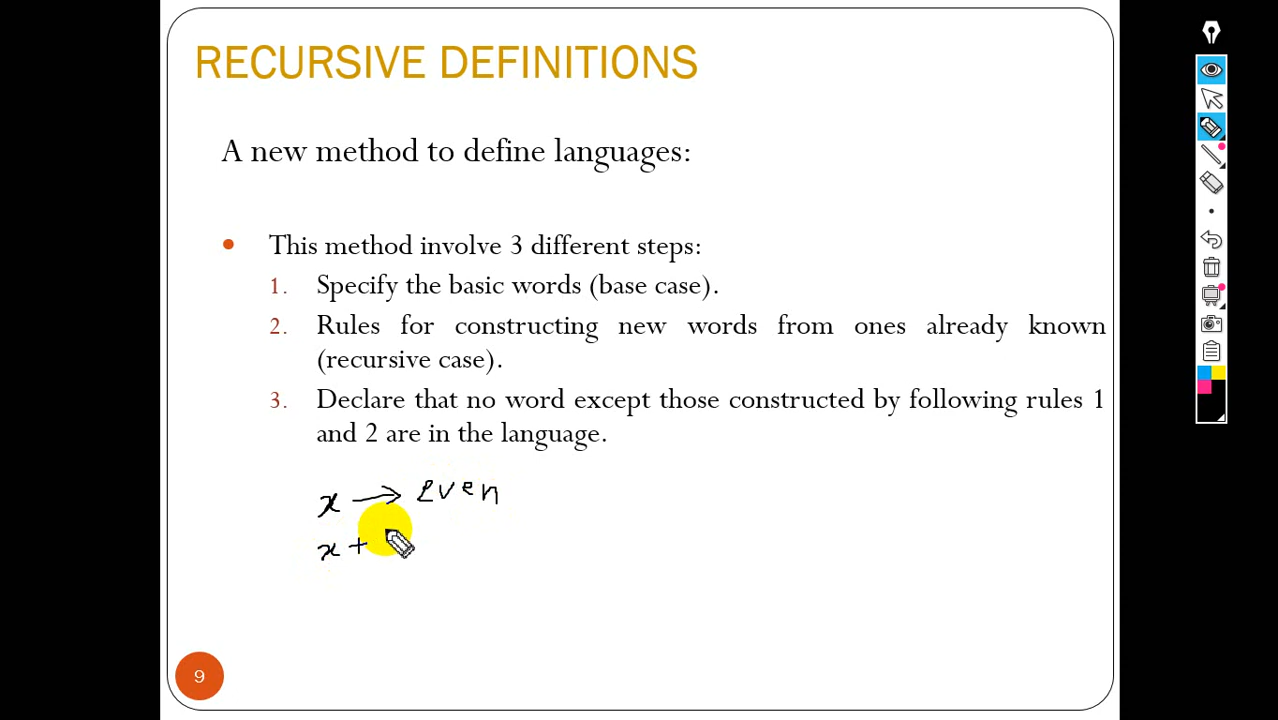 RECURSIVE DEFINITIONS
A new method to define languages:
• This method involve 3 different steps:
1. Specify the basic words (base case).
2. Rules for constructing new words from ones already known
(recursive case).
3. Declare that no word except those constructed by following rules 1
and 2 are in the language.
x → Even
x +
9